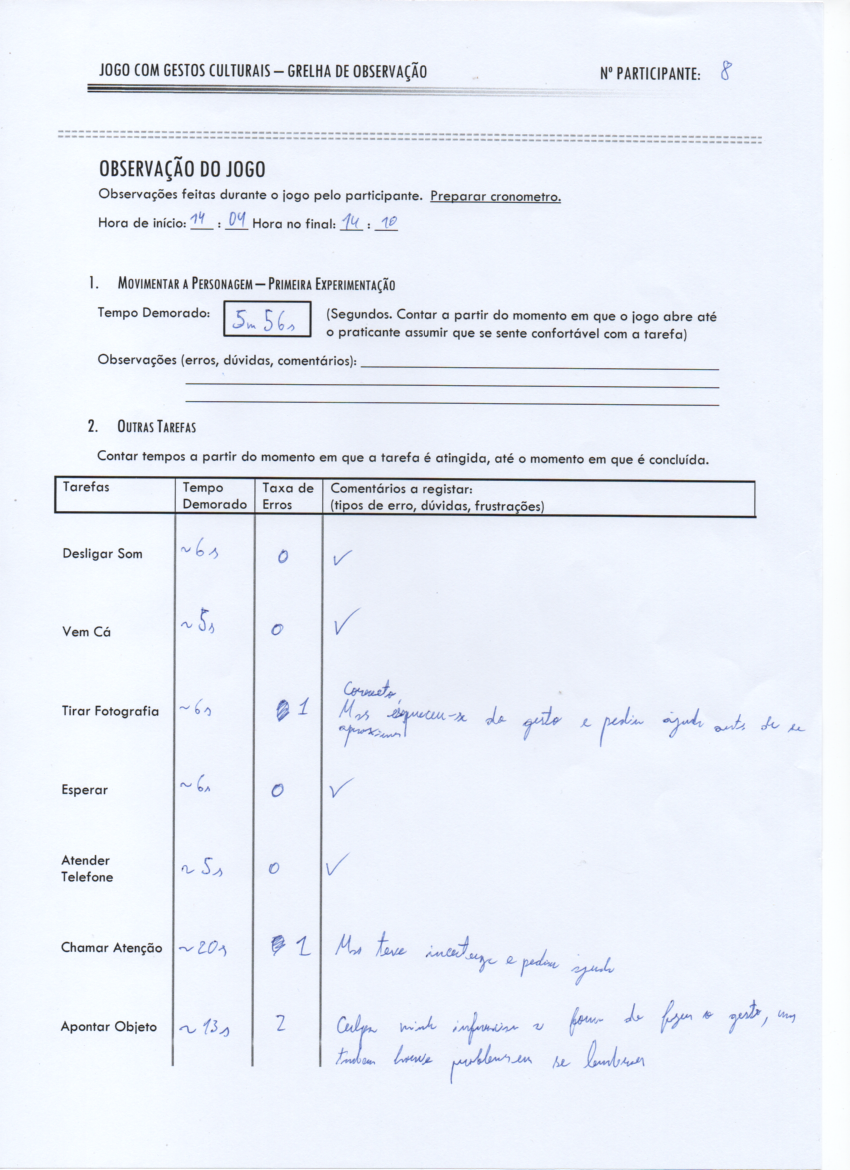 JOGO COM GESTOS CULTURAIS – GRELHA DE OBSERVAÇÃO Nº PARTICIPANTE: 8
OBSERVAÇÃO DO JOGO
Observações feitas durante o jogo pelo participante. Preparar cronometro.
Hora de início: 14 : 04 Hora no final: 14 : 10
1. MOVIMENTAR A PERSONAGEM – PRIMEIRA EXPERIMENTAÇÃO
Tempo Demorado: 5m 56s (Segundos. Contar a partir do momento em que o jogo abre até
o praticante assumir que se sente confortável com a tarefa)
Observações (erros, dúvidas, comentários):
2. OUTRAS TAREFAS
Contar tempos a partir do momento em que a tarefa é atingida, até o momento em que é concluída.
Tarefas Tempo Taxa de Comentários a registar:
Demorado Erros (tipos de erro, dúvidas, frustrações)
Desligar Som ~6s 0 ✓
Vem Cá ~5s 0 ✓
Correto,
Tirar Fotografia ~6s 1 Mas esqueceu-se do gesto e pediu ajuda antes de se
aproximar
Esperar ~6s 0 ✓
Atender
Telefone ~5s 0 ✓
Chamar Atenção ~20s 1 Mas teve incerteza e pediu ajuda
Apontar Objeto ~13s 2 Culpa minha a forma de fazer o gesto, mas
também houve problemas em se lembrar